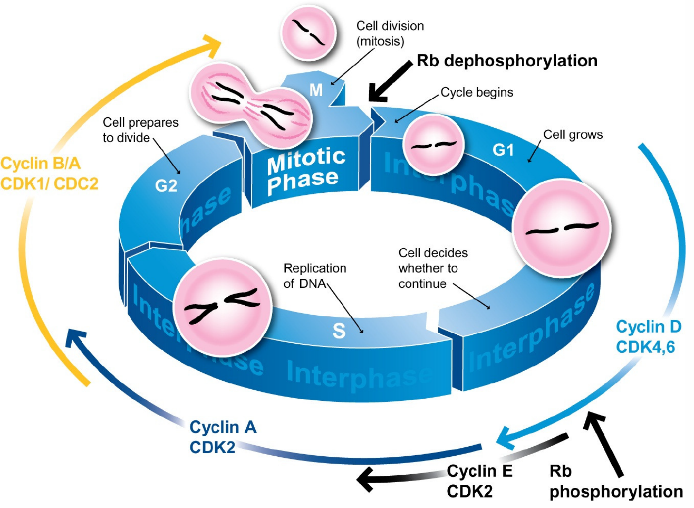 Cell division
(mitosis)
Rb dephosphorylation
M
Cycle begins
Cell prepares
to divide
Cell grows
G1
Mitotic
Phase
Interphase
Cyclin B/A
CDK1/ CDC2
G2
hase
Replication
of DNA
Cell decides
whether to
continue
S
Interphase
Interphase
Interphase
Cyclin D
CDK4,6
Cyclin A
CDK2
Cyclin E
CDK2
Rb
phosphorylation